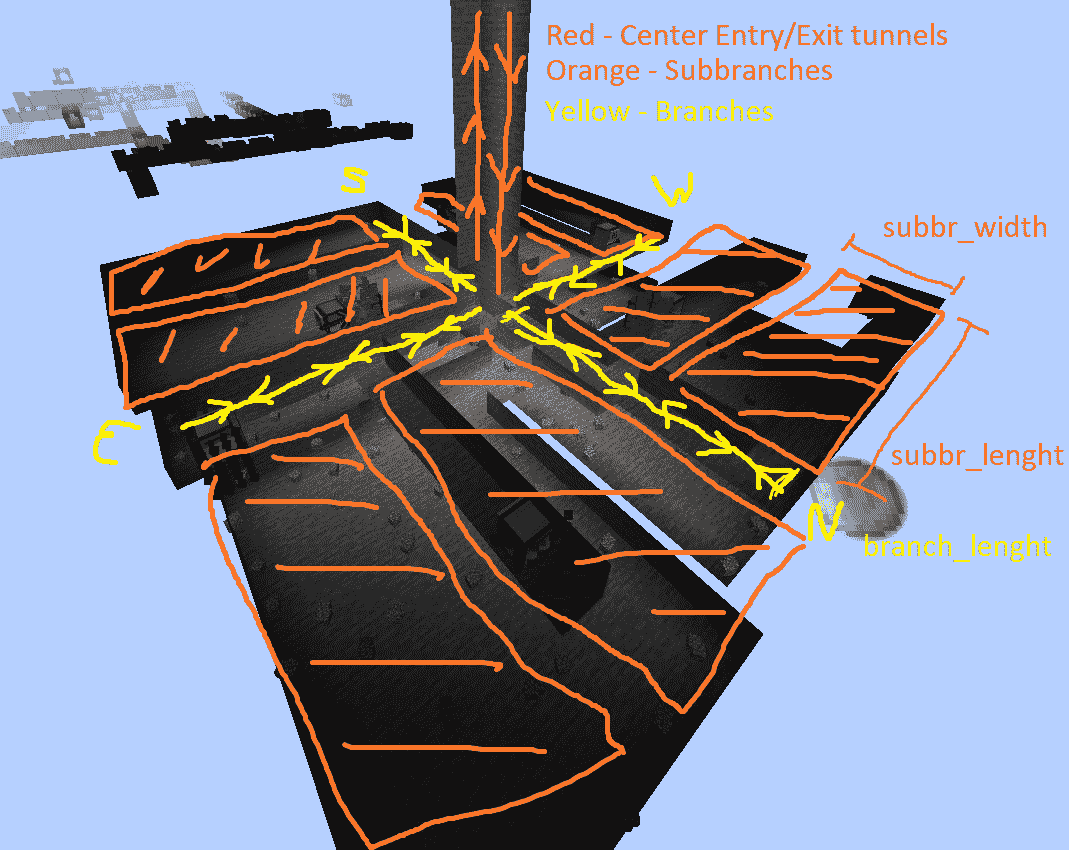 Red - Center Entry/Exit tunnels
Orange - Subbranches
Yellow - Branches
S
W
subbr_width
E
subbr_lenght
N
branch_lenght